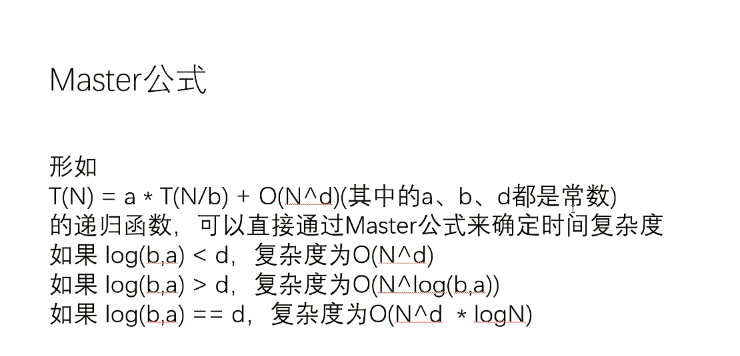 Master公式
形如
T(N) = a * T(N/b) + O(N^d)(其中的a、b、d都是常数)
的递归函数，可以直接通过Master公式来确定时间复杂度
如果 log(b,a) < d，复杂度为O(N^d)
如果 log(b,a) > d，复杂度为O(N^log(b,a))
如果 log(b,a) == d，复杂度为O(N^d * logN)